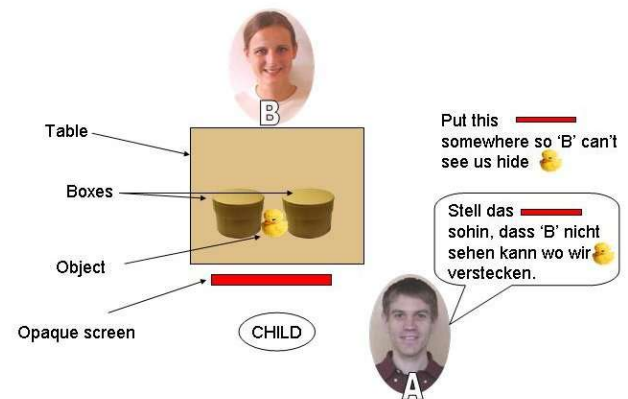 B
Table
Boxes
Object
Opaque screen
CHILD
A
Put this
somewhere so 'B' can't
see us hide
Stell das
sohin, dass 'B' nicht
sehen kann wo wir
verstecken.